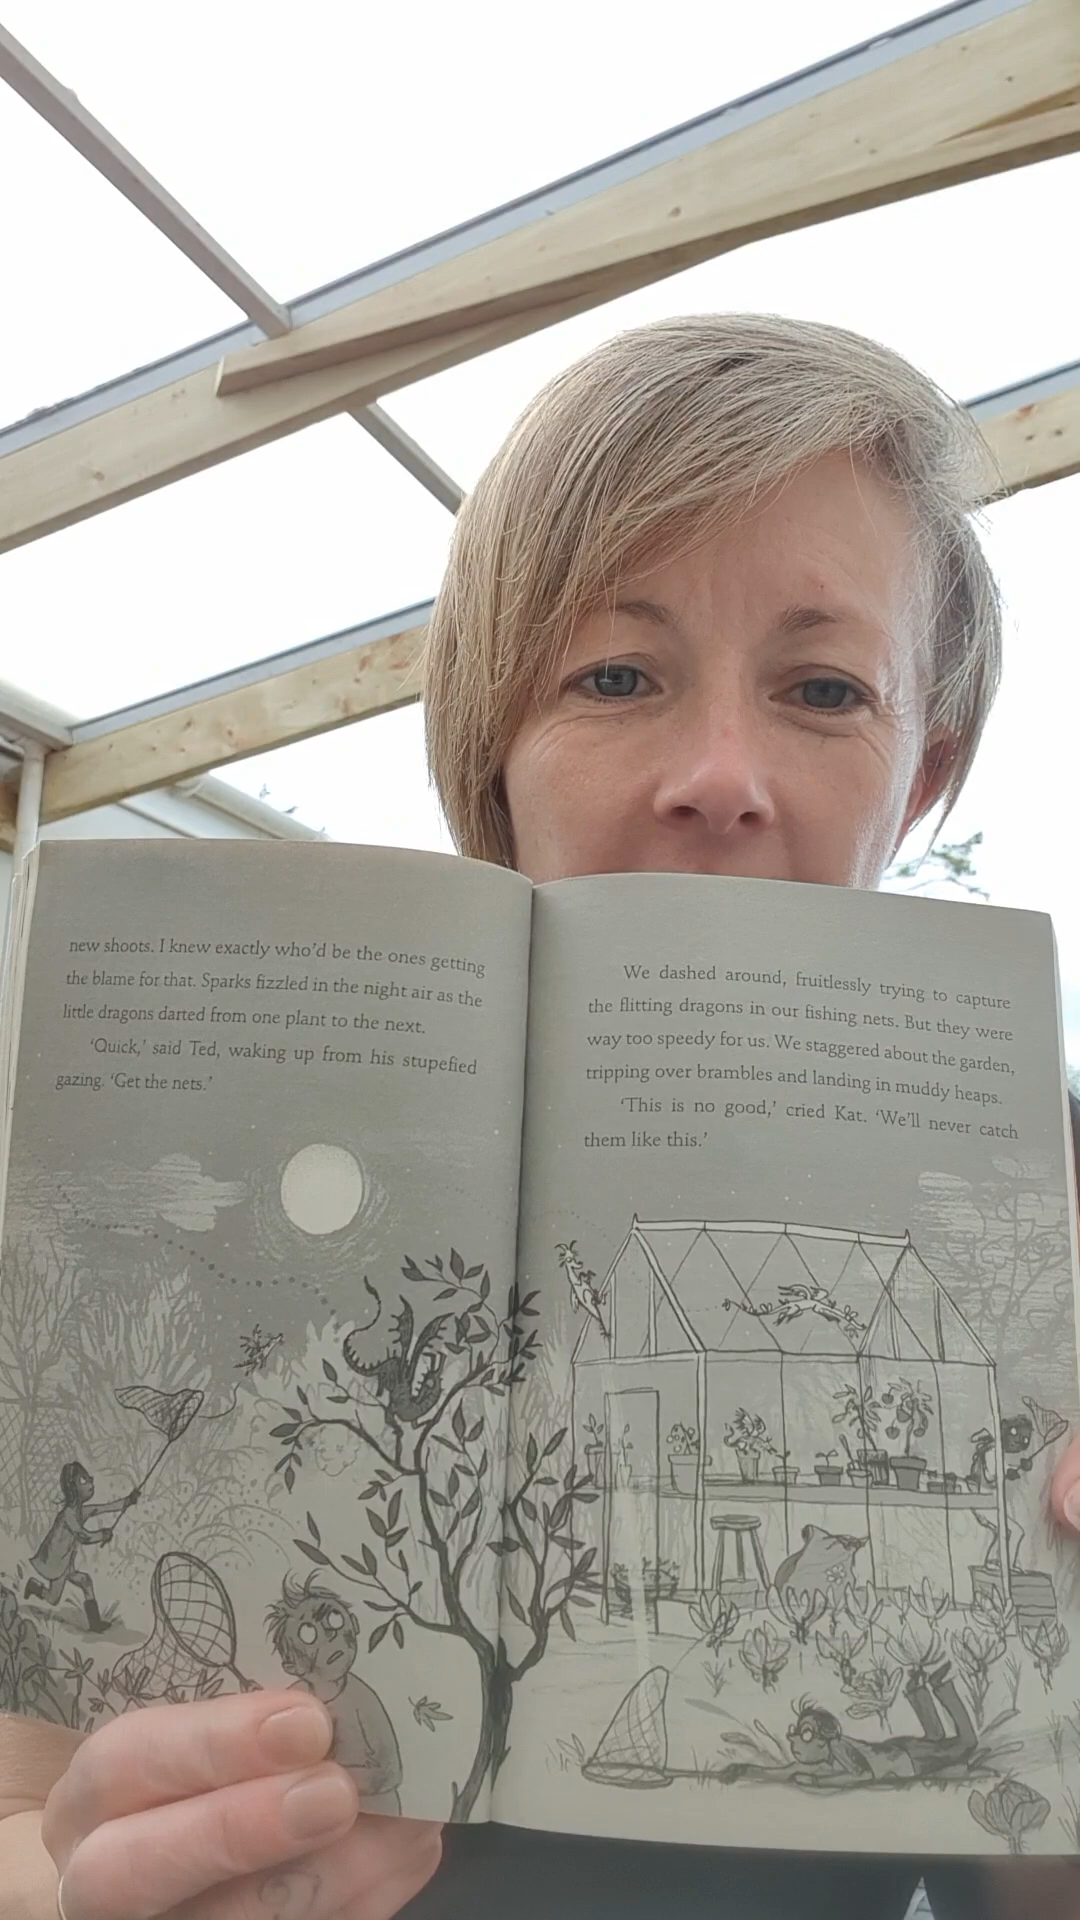 new shoots. I knew exactly who'd be the ones getting
the blame for that. Sparks fizzled in the night air as the
little dragons darted from one plant to the next.
'Quick,' said Ted, waking up from his stupefied
gazing. 'Get the nets.'
We dashed around, fruitlessly trying to capture
the flitting dragons in our fishing nets. But they were
way too speedy for us. We staggered about the garden,
tripping over brambles and landing in muddy heaps.
'This is no good,' cried Kat. 'We'll never catch
them like this.'